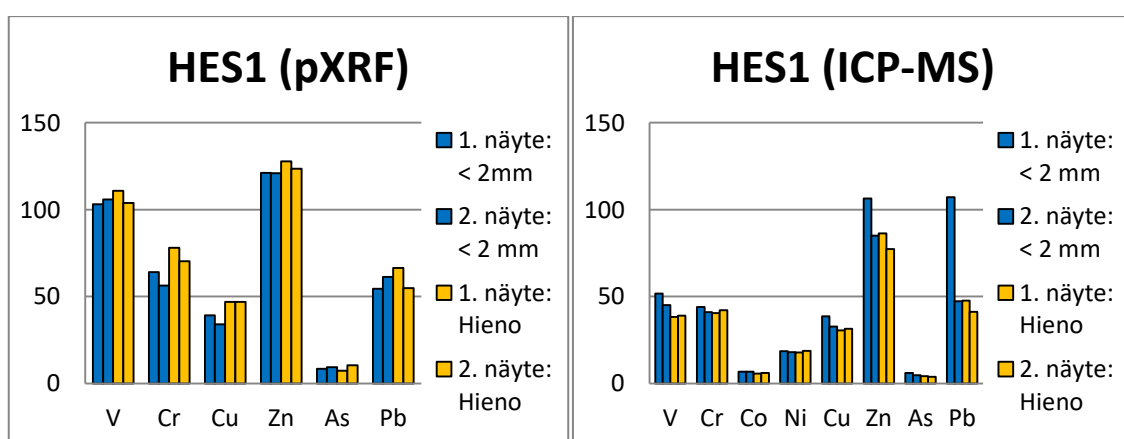 HES1 (pXRF)
150
100
50
0
V Cr Cu Zn As Pb
1. näyte:
< 2mm
2. näyte:
< 2 mm
1. näyte:
Hieno
2. näyte:
Hieno
HES1 (ICP-MS)
150
100
50
0
V Cr Co Ni Cu Zn As Pb
1. näyte:
< 2 mm
2. näyte:
< 2 mm
1. näyte:
Hieno
2. näyte:
Hieno